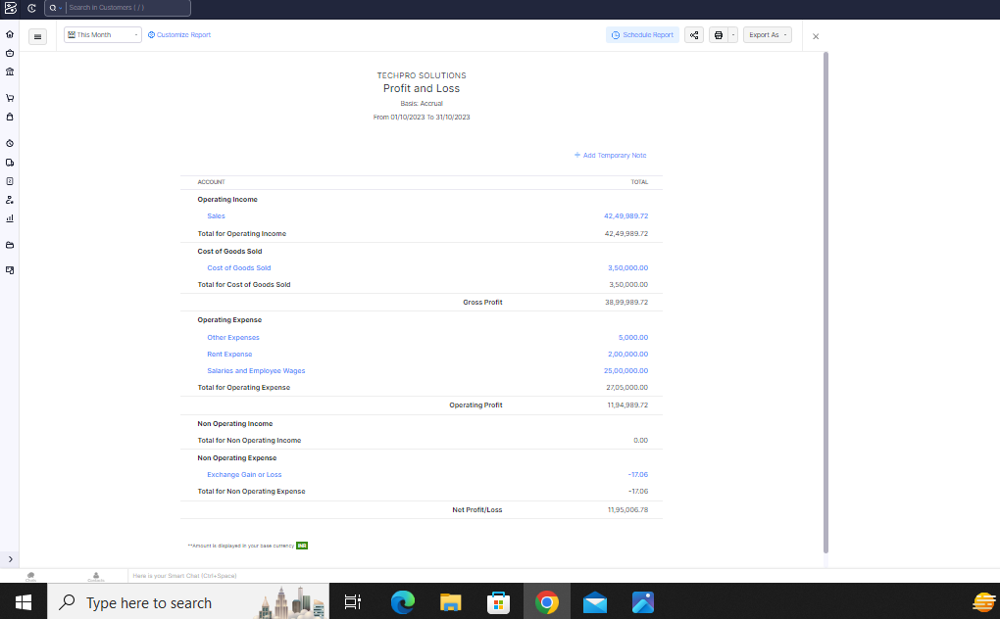 Search in Customers ( / )
This Month
Customize Report
Schedule Report
Export As
TECHPRO SOLUTIONS
Profit and Loss
Basis: Accrual
From 01/10/2023 To 31/10/2023
+ Add Temporary Note
ACCOUNT TOTAL
Operating Income
Sales 42,49,989.72
Total for Operating Income 42,49,989.72
Cost of Goods Sold
Cost of Goods Sold 3,50,000.00
Total for Cost of Goods Sold 3,50,000.00
Gross Profit 38,99,989.72
Operating Expense
Other Expenses 5,000.00
Rent Expense 2,00,000.00
Salaries and Employee Wages 25,00,000.00
Total for Operating Expense 27,05,000.00
Operating Profit 11,94,989.72
Non Operating Income
Total for Non Operating Income 0.00
Non Operating Expense
Exchange Gain or Loss -17.06
Total for Non Operating Expense -17.06
Net Profit/Loss 11,95,006.78
**Amount is displayed in your base currency INR
Chats
Contacts
Here is your Smart Chat (Ctrl+Space)
Type here to search